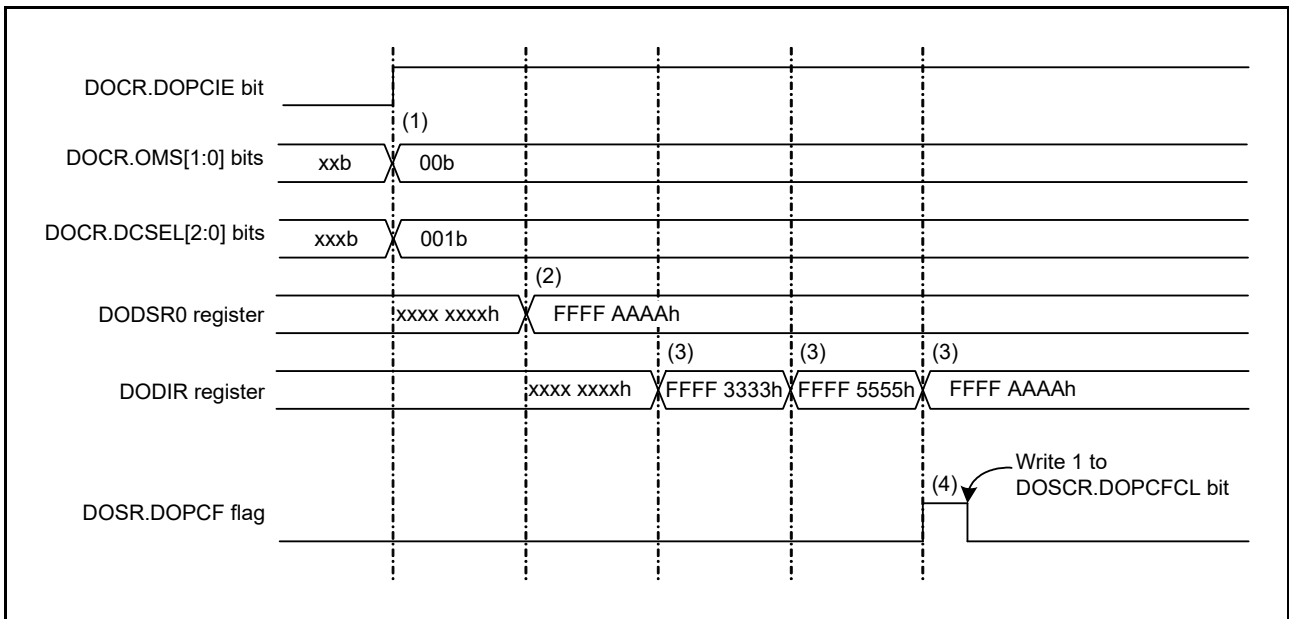 DOCR.DOPCIE bit
(1)
DOCR.OMS[1:0] bits xxb 00b
DOCR.DCSEL[2:0] bits xxxb 001b
(2)
DODSR0 register xxxx xxxxh FFFF AAAAh
(3) (3) (3)
DODIR register xxxx xxxxh FFFF 3333h FFFF 5555h FFFF AAAAh
Write 1 to
(4) DOSCR.DOPCFCL bit
DOSR.DOPCF flag